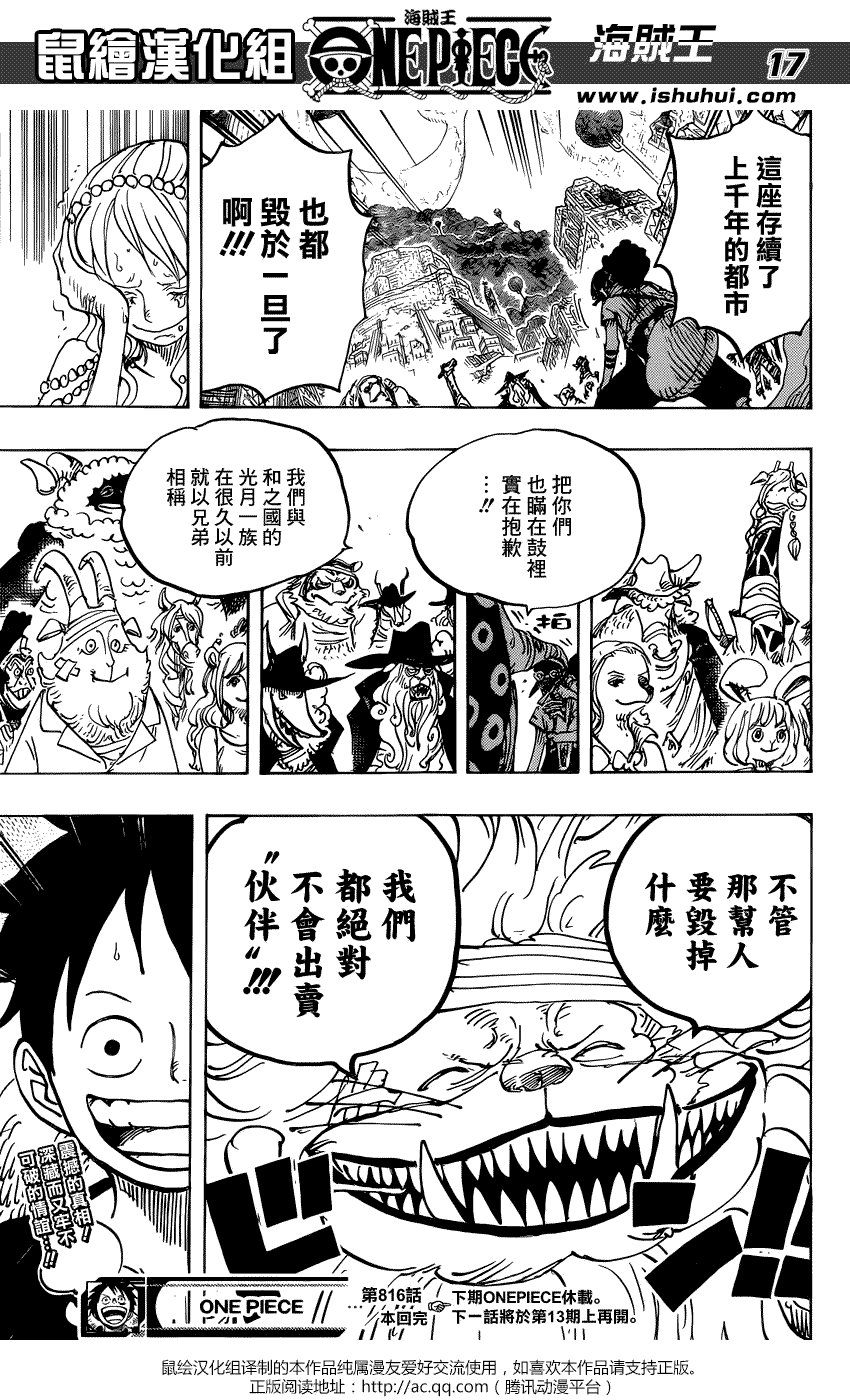 鼠繪漢化組
海賊王
ONE PIECE
海賊王
17
www.ishuhui.com
這座存續了
上千年的都市
也都
毀於一旦了
啊!!!
把你們
也瞞在鼓裡
實在抱歉
…!!
拍
我們與
和之國的
光月一族
在很久以前
就以兄弟
相稱
不管
那幫人
要毀掉
什麼
我們
都絕對
不會出賣
“伙伴”!!!
震撼的真相!
深藏而又牢不
可破的情誼…!!
ONE PIECE
第816話
…本回完
☞
下期ONEPIECE休載。
下一話將於第13期上再開。
鼠绘汉化组译制的本作品纯属漫友爱好交流使用，如喜欢本作品请支持正版。
正版阅读地址：http://ac.qq.com（腾讯动漫平台）